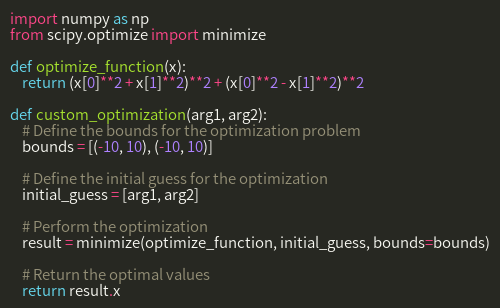 import numpy as np
from scipy.optimize import minimize
def optimize_function(x):
return (x[0]**2 + x[1]**2)**2 + (x[0]**2 - x[1]**2)**2
def custom_optimization(arg1, arg2):
# Define the bounds for the optimization problem
bounds = [(-10, 10), (-10, 10)]
# Define the initial guess for the optimization
initial_guess = [arg1, arg2]
# Perform the optimization
result = minimize(optimize_function, initial_guess, bounds=bounds)
# Return the optimal values
return result.x